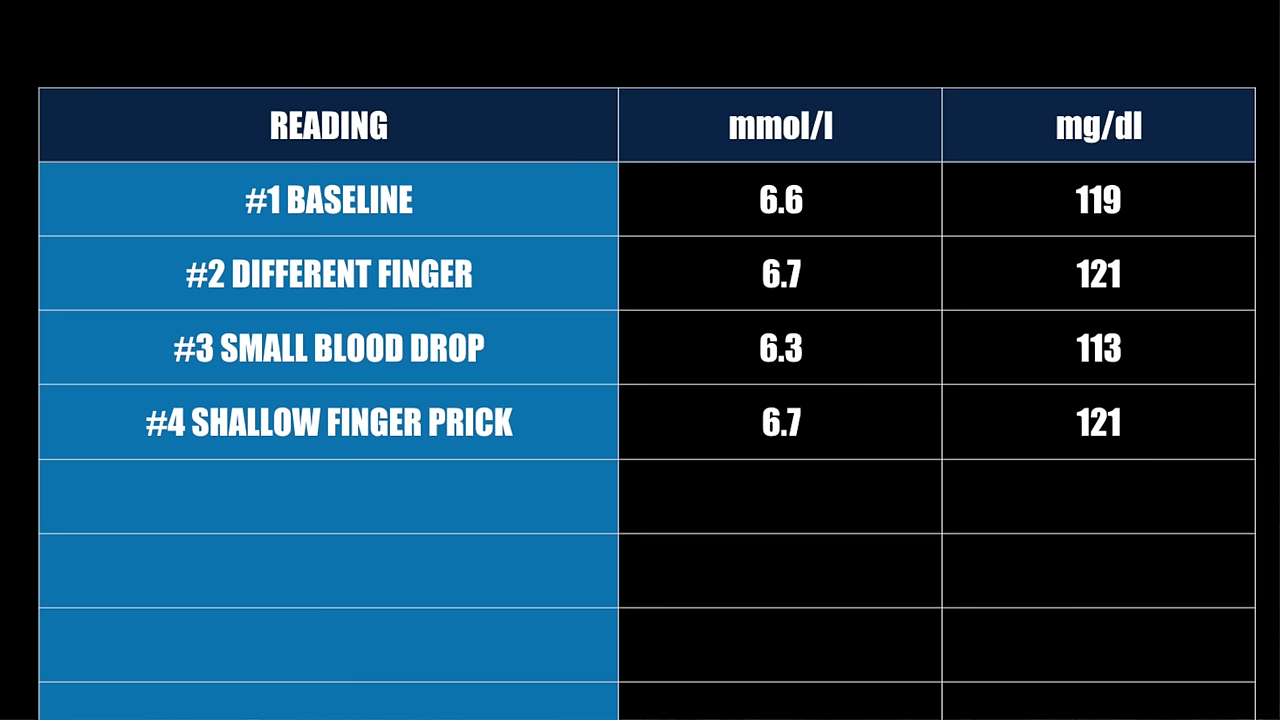 READING mmol/l mg/dl
#1 BASELINE 6.6 119
#2 DIFFERENT FINGER 6.7 121
#3 SMALL BLOOD DROP 6.3 113
#4 SHALLOW FINGER PRICK 6.7 121